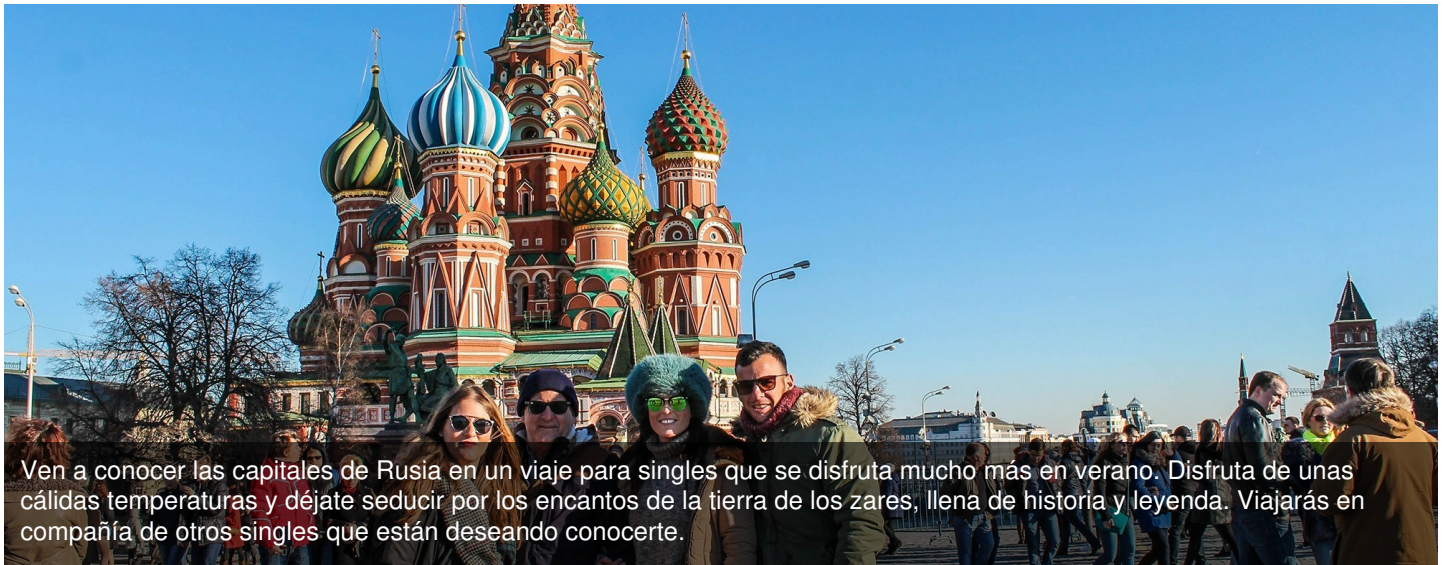 Ven a conocer las capitales de Rusia en un viaje para singles que se disfruta mucho más en verano. Disfruta de unas
cálidas temperaturas y déjate seducir por los encantos de la tierra de los zares, llena de historia y leyenda. Viajarás en
compañía de otros singles que están deseando conocerte.